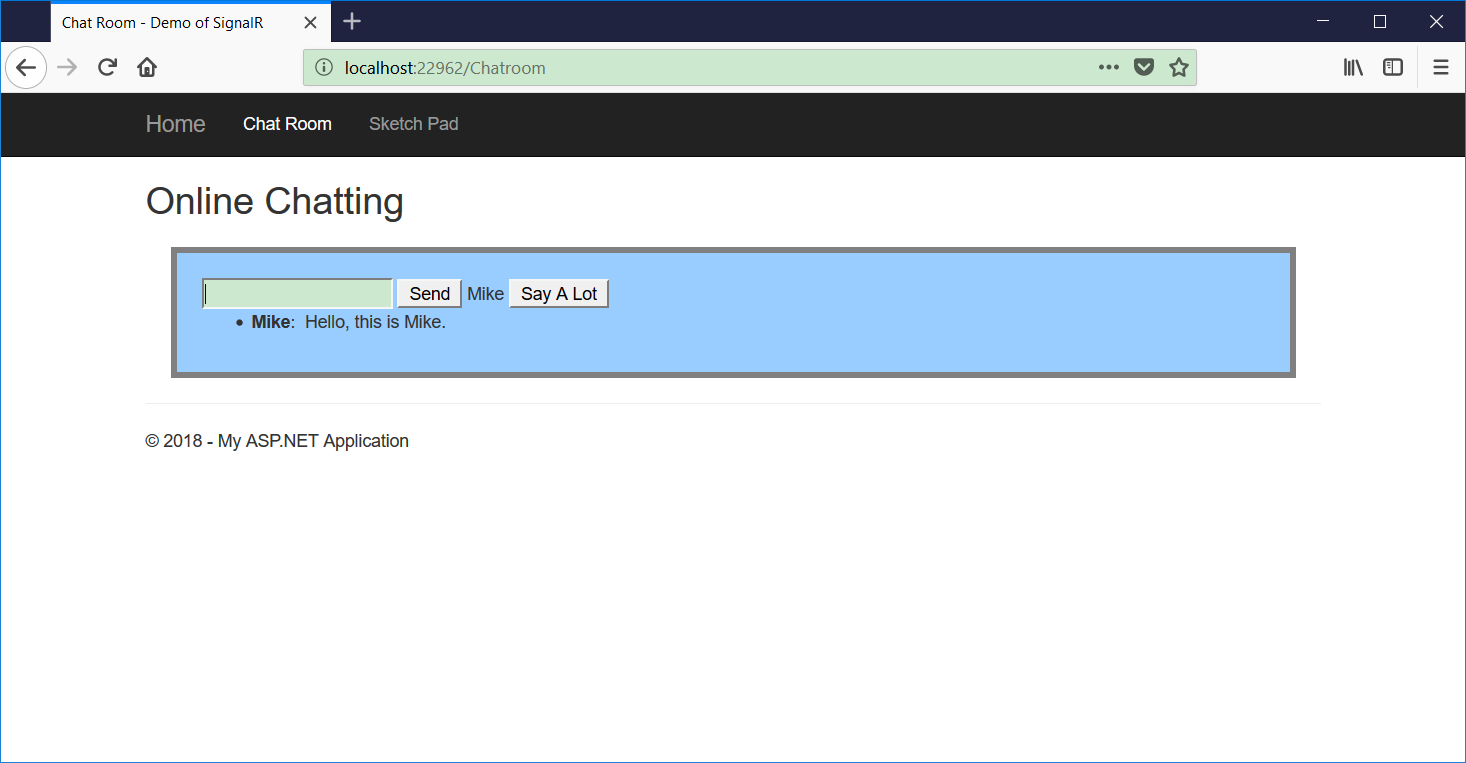 Chat Room - Demo of SignalR
localhost:22962/Chatroom
Home Chat Room Sketch Pad
Online Chatting
Send Mike Say A Lot
• Mike: Hello, this is Mike.
© 2018 - My ASP.NET Application